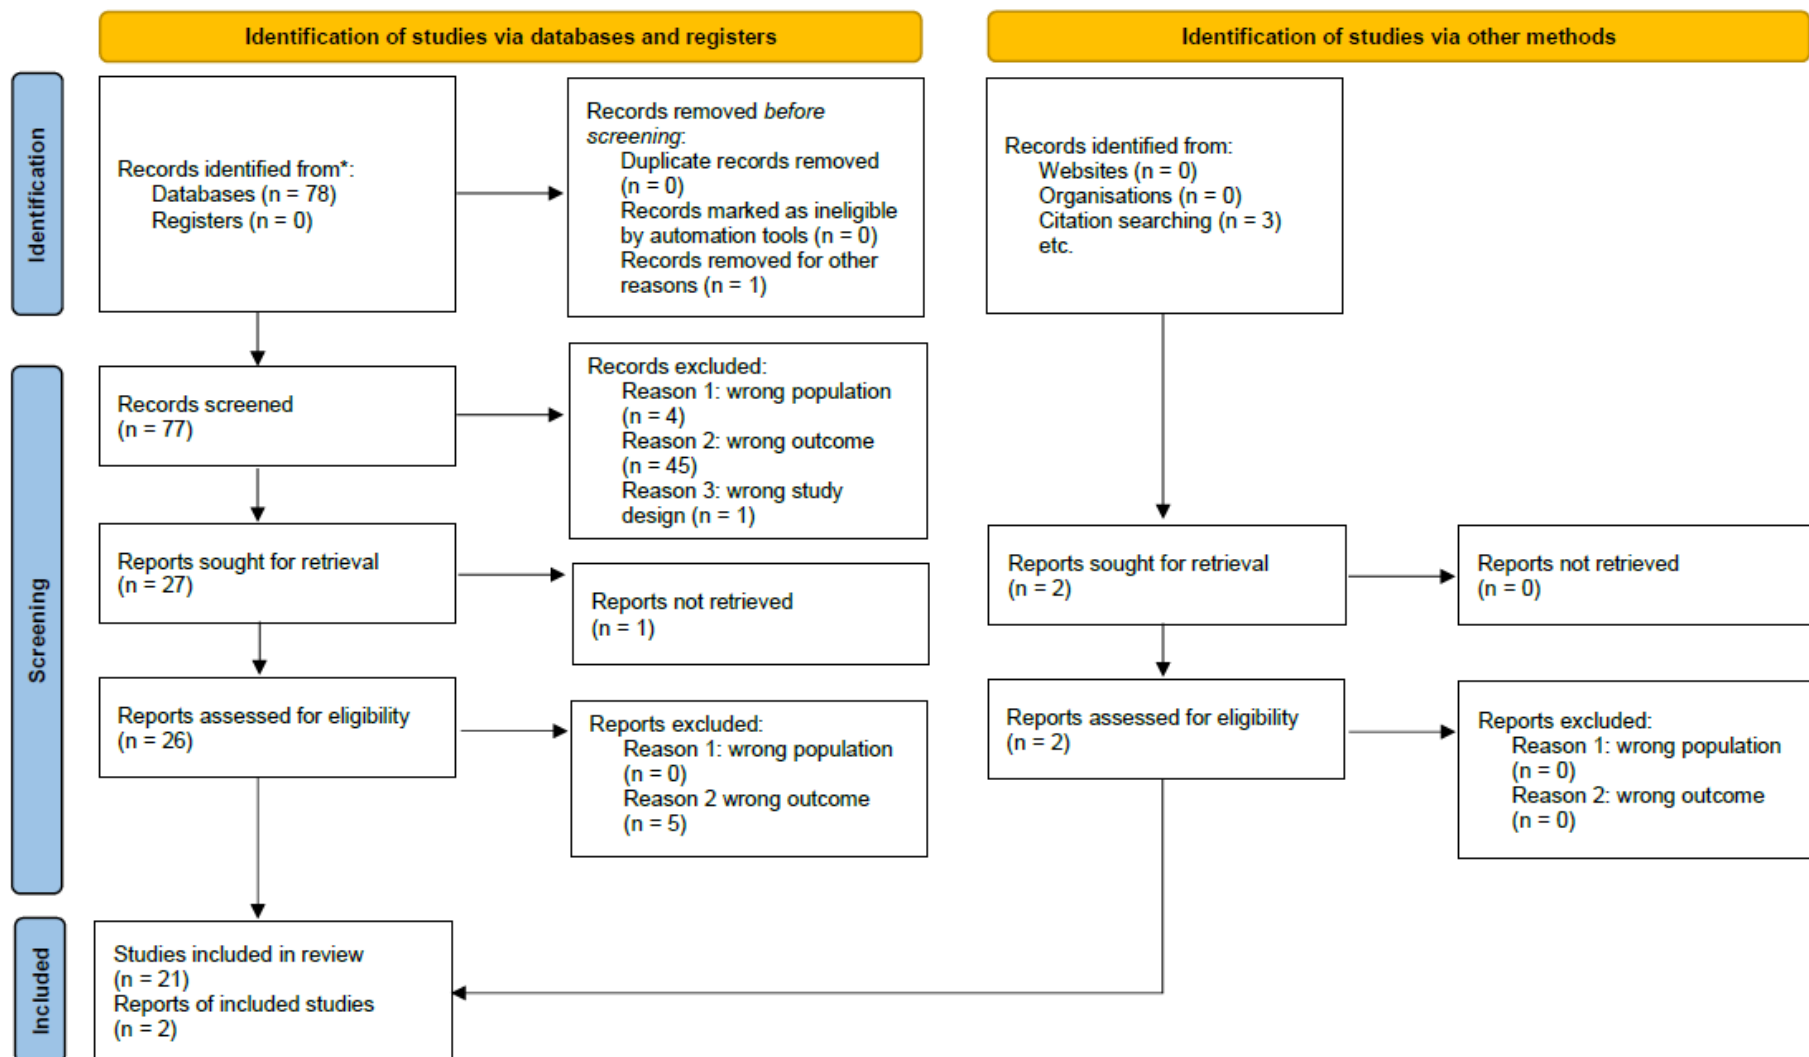 Identification of studies via databases and registers
Identification of studies via other methods
Identification
Records identified from*:
Databases (n = 78)
Registers (n = 0)
Records removed before
screening:
Duplicate records removed
(n = 0)
Records marked as ineligible
by automation tools (n = 0)
Records removed for other
reasons (n = 1)
Records identified from:
Websites (n = 0)
Organisations (n = 0)
Citation searching (n = 3)
etc.
Screening
Records screened
(n = 77)
Records excluded:
Reason 1: wrong population
(n = 4)
Reason 2: wrong outcome
(n = 45)
Reason 3: wrong study
design (n = 1)
Reports sought for retrieval
(n = 27)
Reports not retrieved
(n = 1)
Reports sought for retrieval
(n = 2)
Reports not retrieved
(n = 0)
Reports assessed for eligibility
(n = 26)
Reports excluded:
Reason 1: wrong population
(n = 0)
Reason 2 wrong outcome
(n = 5)
Reports assessed for eligibility
(n = 2)
Reports excluded:
Reason 1: wrong population
(n = 0)
Reason 2: wrong outcome
(n = 0)
Included
Studies included in review
(n = 21)
Reports of included studies
(n = 2)